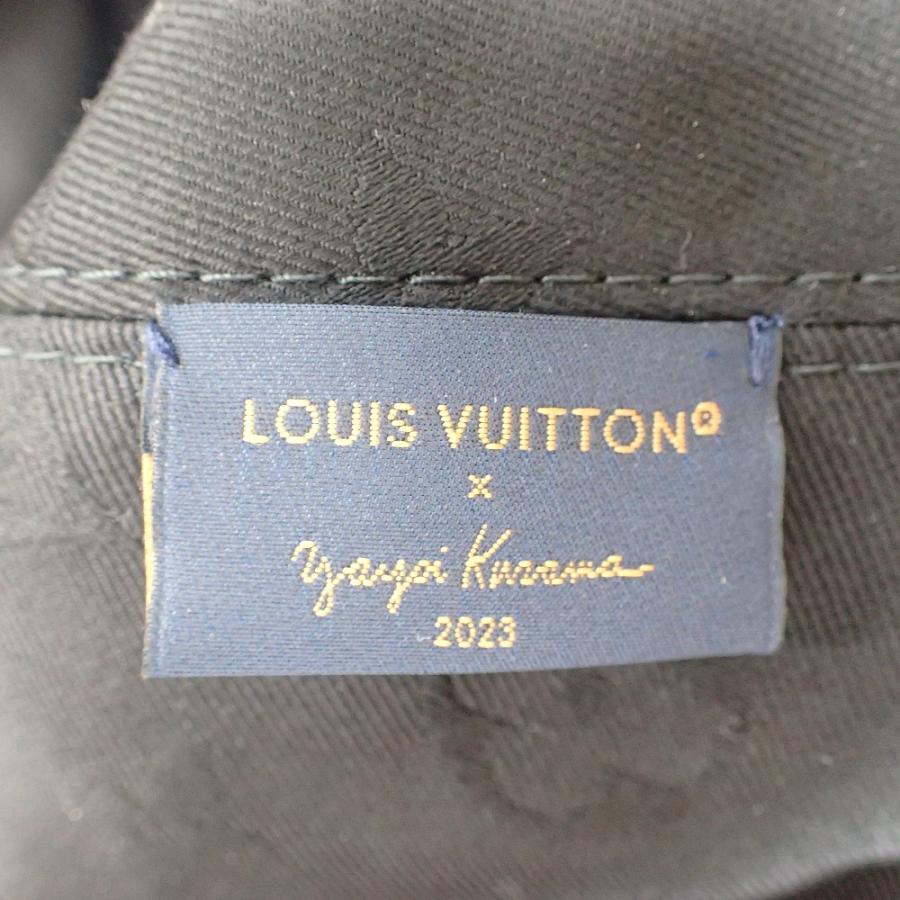 LOUIS VUITTON®
x
Yayoi Kusama
2023